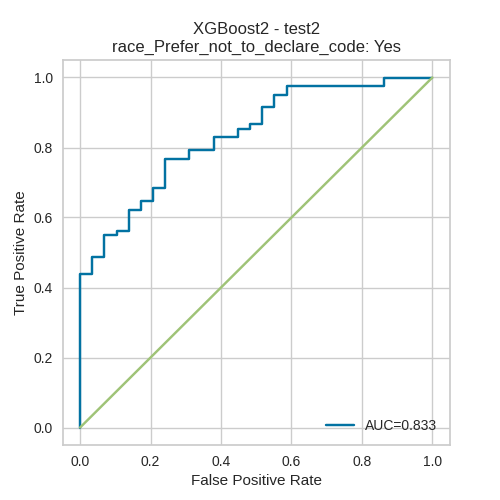 XGBoost2 - test2
race_Prefer_not_to_declare_code: Yes
1.0
0.8
0.6
0.4
0.2
0.0
True Positive Rate
AUC=0.833
0.0 0.2 0.4 0.6 0.8 1.0
False Positive Rate